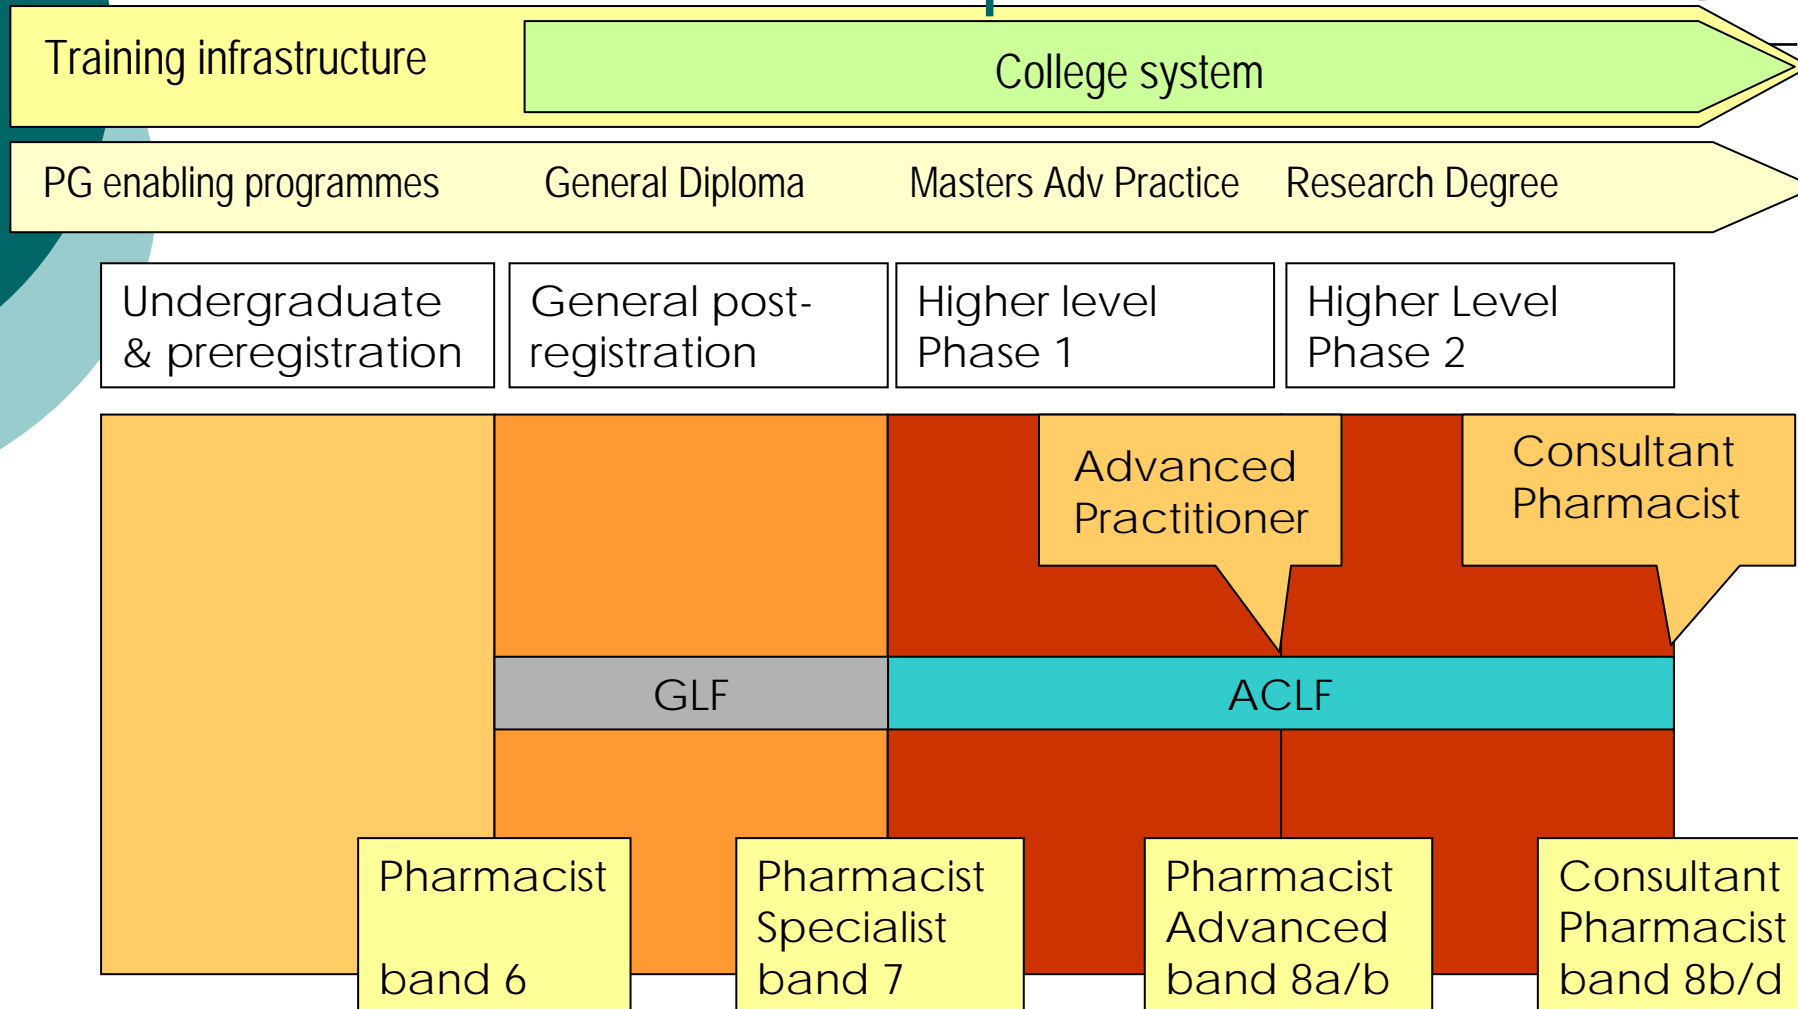 Training infrastructure
College system
PG enabling programmes
General Diploma
Masters Adv Practice
Research Degree
Undergraduate
& preregistration
General post-
registration
Higher level
Phase 1
Higher Level
Phase 2
Advanced
Practitioner
Consultant
Pharmacist
GLF
ACLF
Pharmacist
band 6
Pharmacist
Specialist
band 7
Pharmacist
Advanced
band 8a/b
Consultant
Pharmacist
band 8b/d